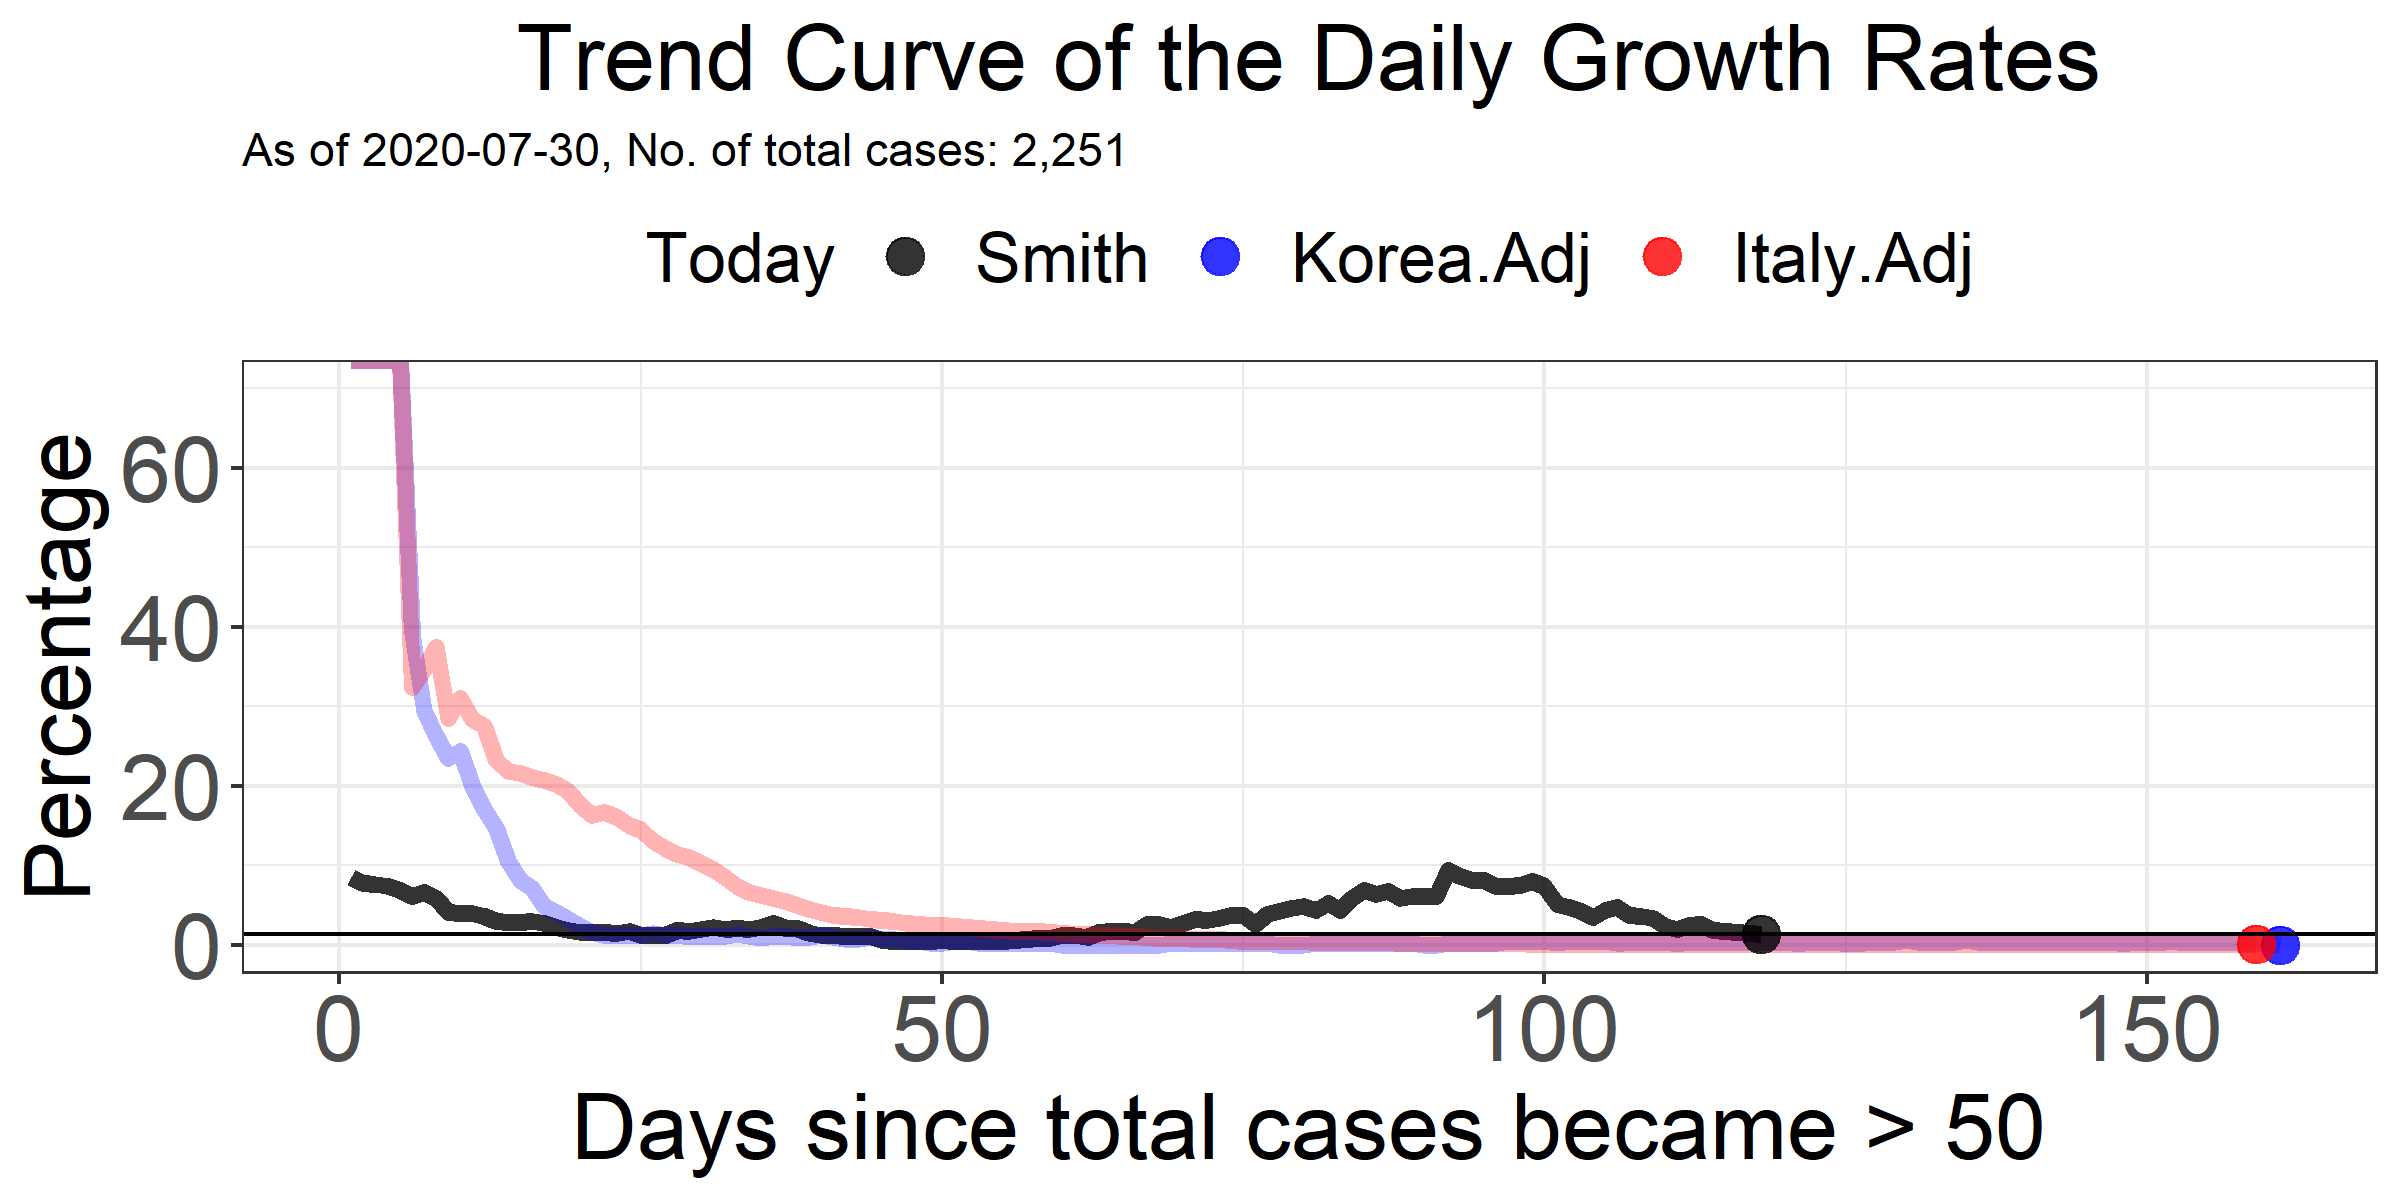 Trend Curve of the Daily Growth Rates
As of 2020-07-30, No. of total cases: 2,251
Today Smith Korea.Adj Italy.Adj
Percentage
60
40
20
0
0 50 100 150
Days since total cases became > 50